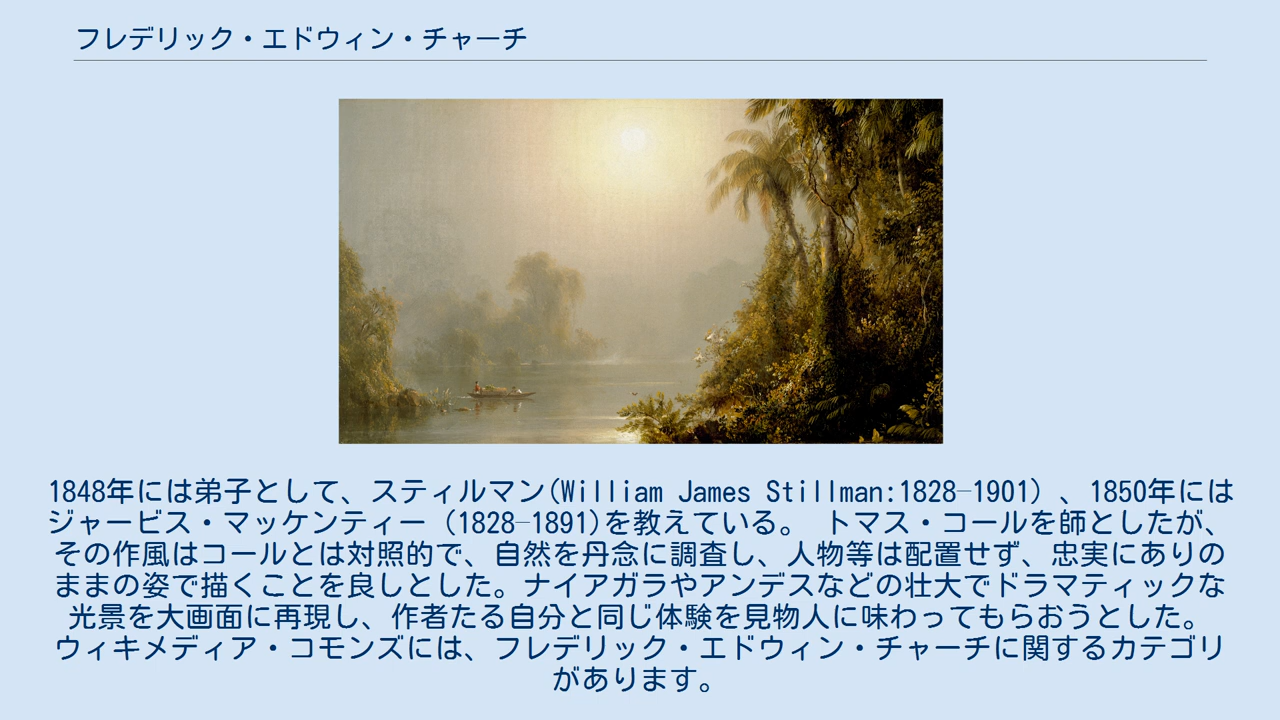 フレデリック・エドウィン・チャーチ
1848年には弟子として、スティルマン(William James Stillman:1828–1901) 、1850年には
ジャービス・マッケンティー (1828–1891)を教えている。 トマス・コールを師としたが、
その作風はコールとは対照的で、自然を丹念に調査し、人物等は配置せず、忠実にありの
ままの姿で描くことを良しとした。ナイアガラやアンデスなどの壮大でドラマティックな
光景を大画面に再現し、作者たる自分と同じ体験を見物人に味わってもらおうとした。
ウィキメディア・コモンズには、フレデリック・エドウィン・チャーチに関するカテゴリ
があります。